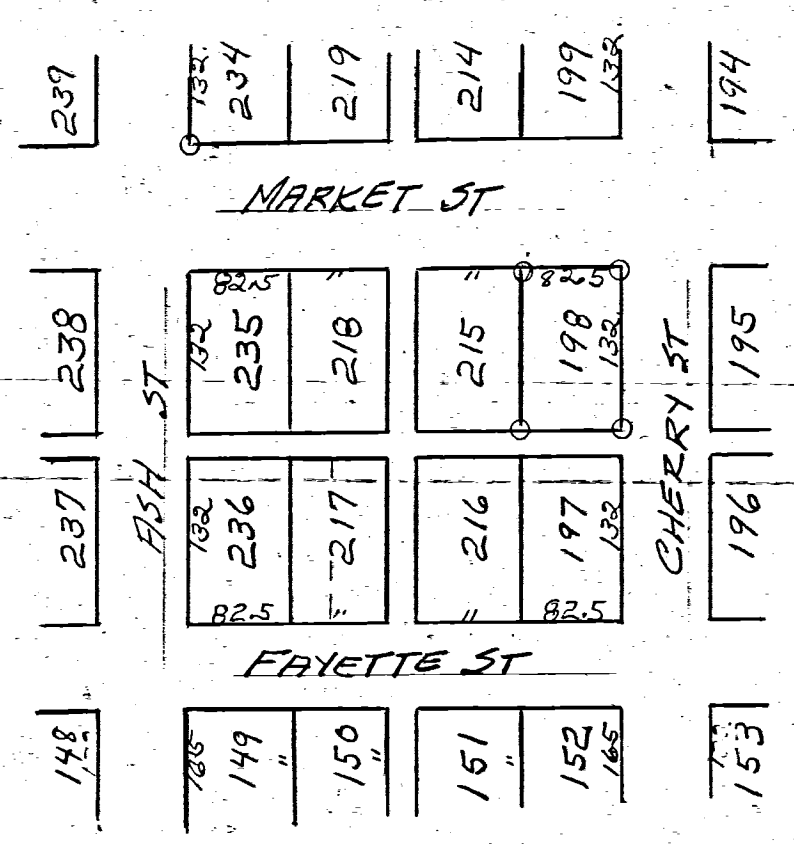 239 132. 234 219 214 199 132. 194
MARKET ST
82.5 " " 82.5
238 132 235 218 215 198 132 195
ASH ST
CHERRY ST
237 132 236 217 216 197 132 196
82.5 " " 82.5
FAYETTE ST
148 165 149 " 150 " 151 " 152 165 153